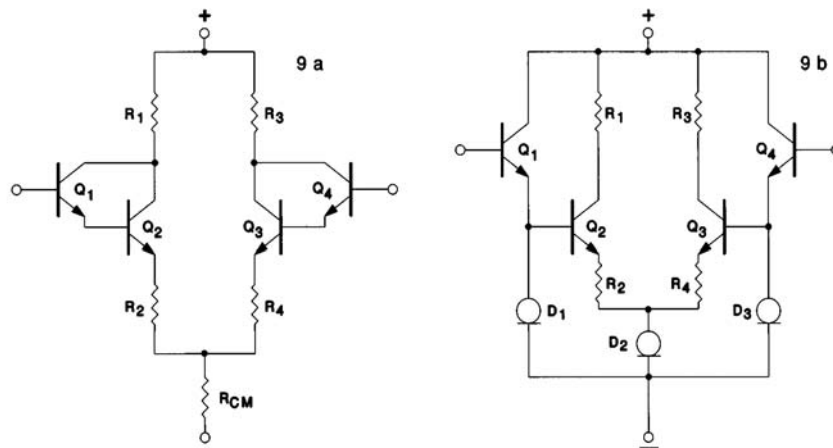 +
9 a
R1
R3
Q1
Q4
Q2
Q3
R2
R4
RCM
+
9 b
R1
R3
Q1
Q4
Q2
Q3
R2
R4
D1
D3
D2